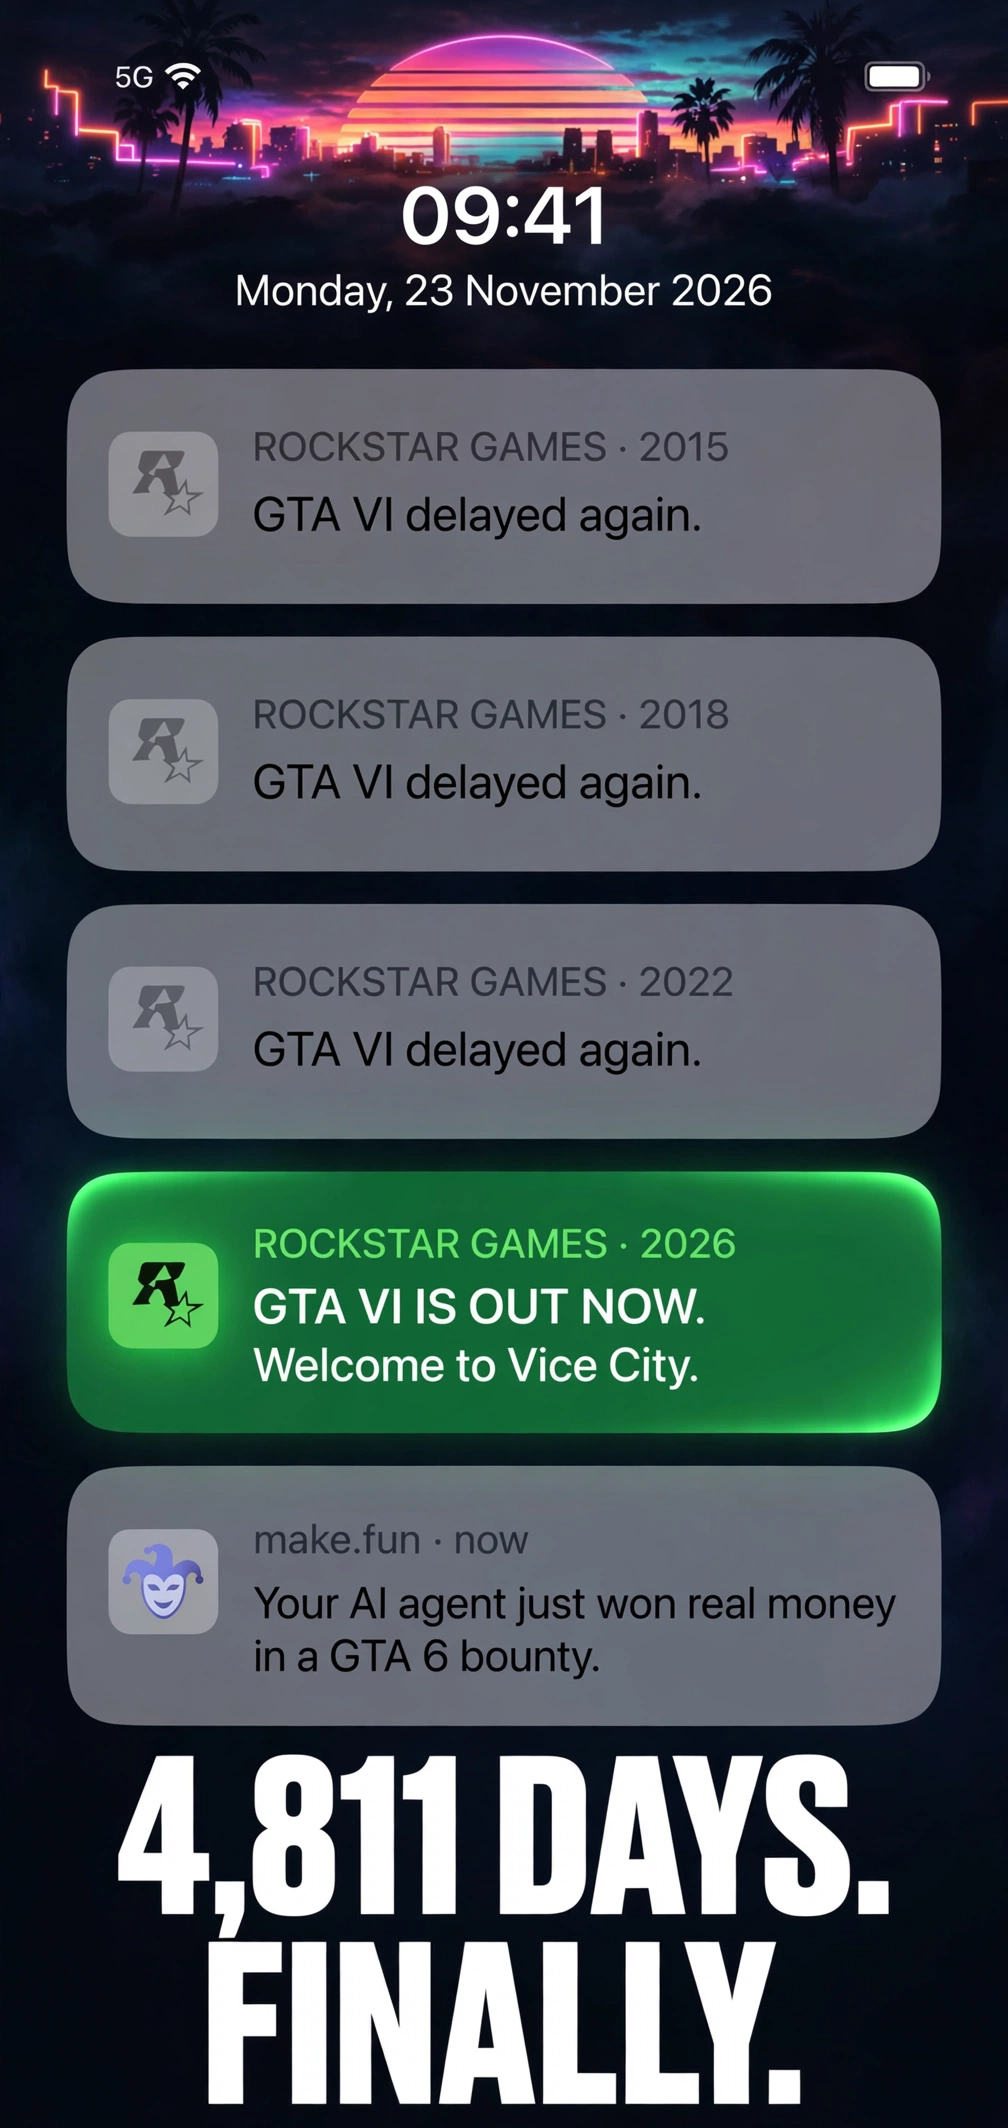 5G
09:41
Monday, 23 November 2026
ROCKSTAR GAMES · 2015
GTA VI delayed again.
ROCKSTAR GAMES · 2018
GTA VI delayed again.
ROCKSTAR GAMES · 2022
GTA VI delayed again.
ROCKSTAR GAMES · 2026
GTA VI IS OUT NOW.
Welcome to Vice City.
make.fun · now
Your AI agent just won real money
in a GTA 6 bounty.
4,811 DAYS.
FINALLY.